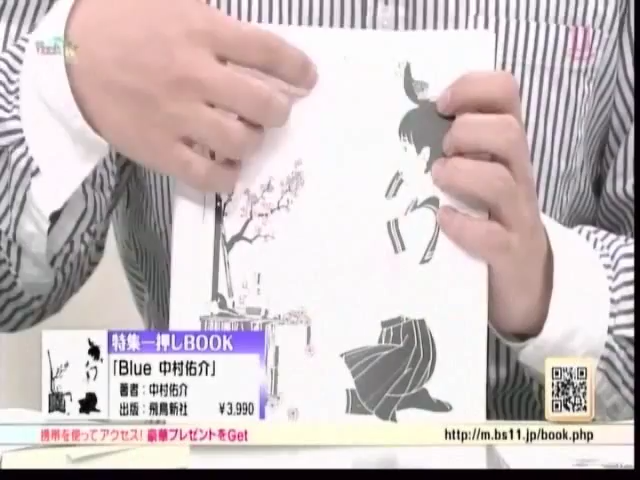 特集一押しBOOK
「Blue 中村佑介」
著者：中村佑介
出版：飛鳥新社 ¥3,990
携帯を使ってアクセス！豪華プレゼントをGet
http://m.bs11.jp/book.php